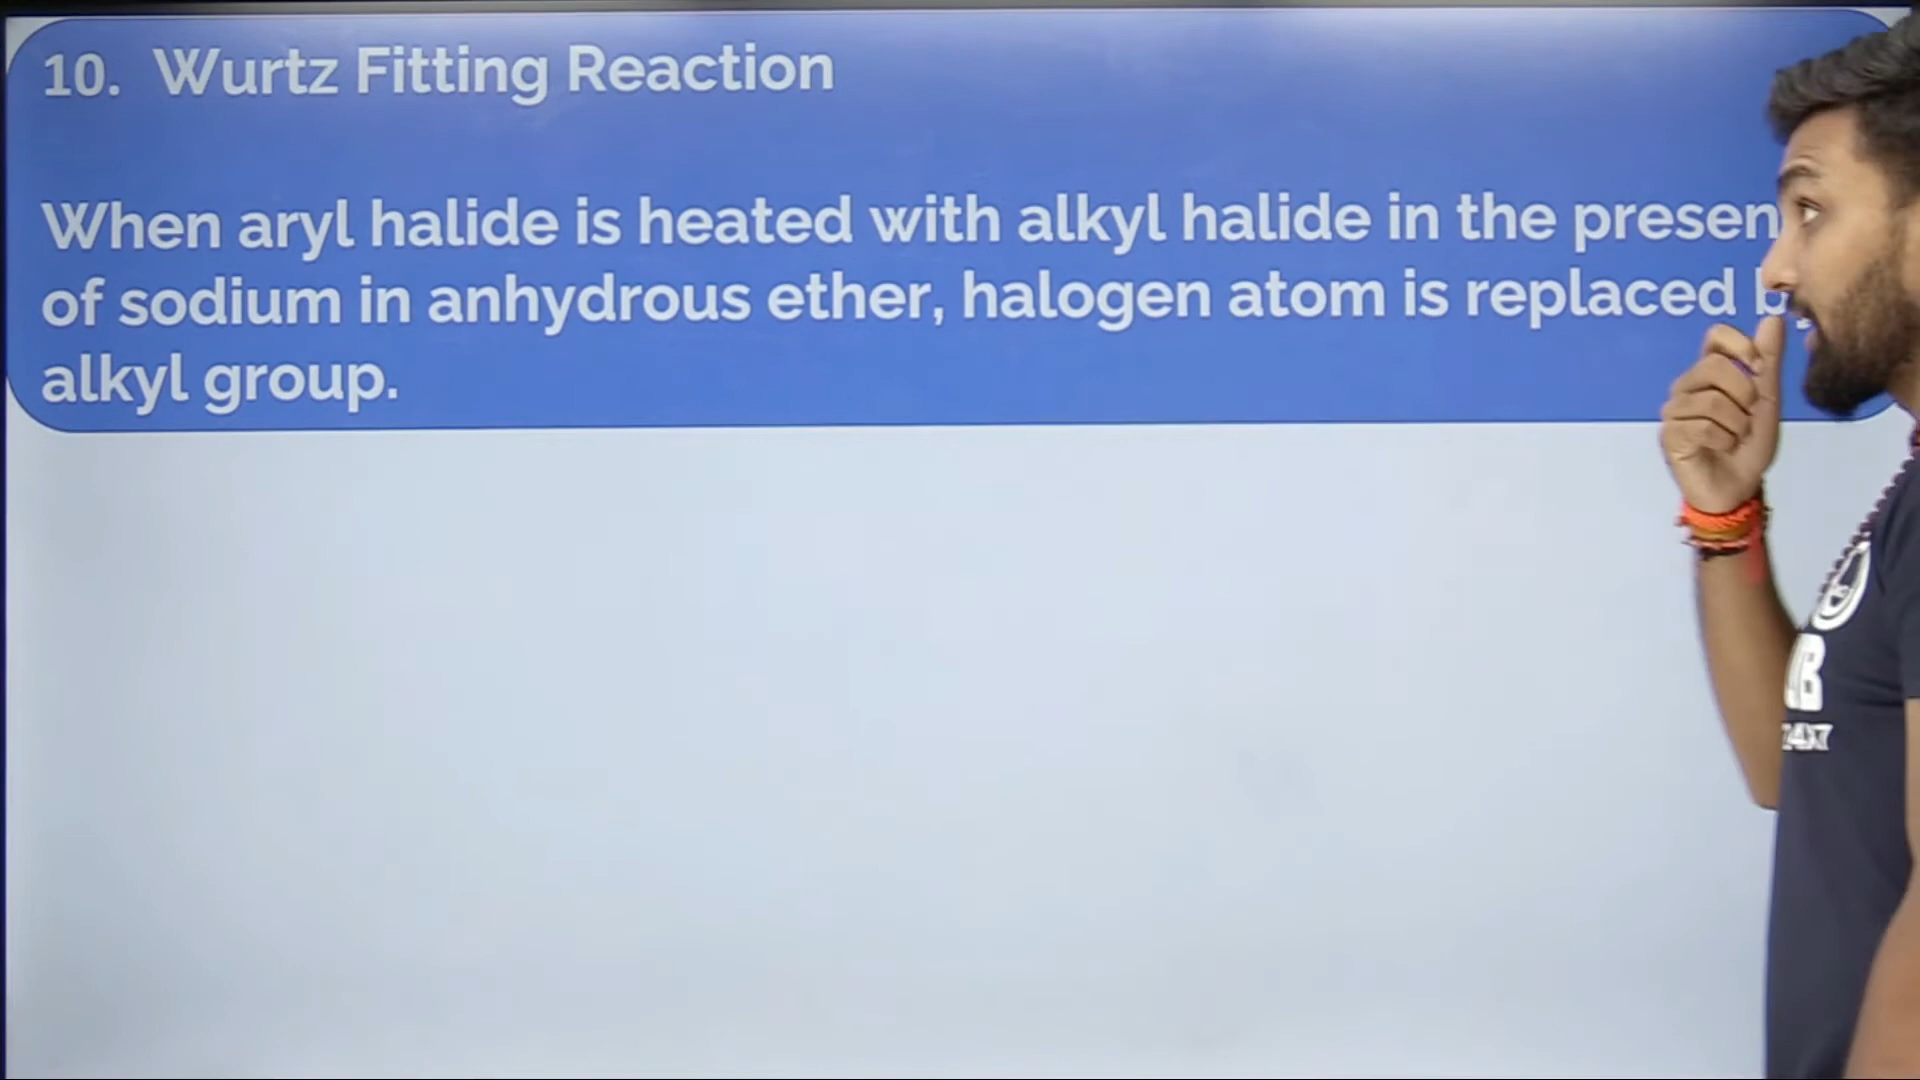 10. Wurtz Fitting Reaction
When aryl halide is heated with alkyl halide in the presen
of sodium in anhydrous ether, halogen atom is replaced
alkyl group.
24X7